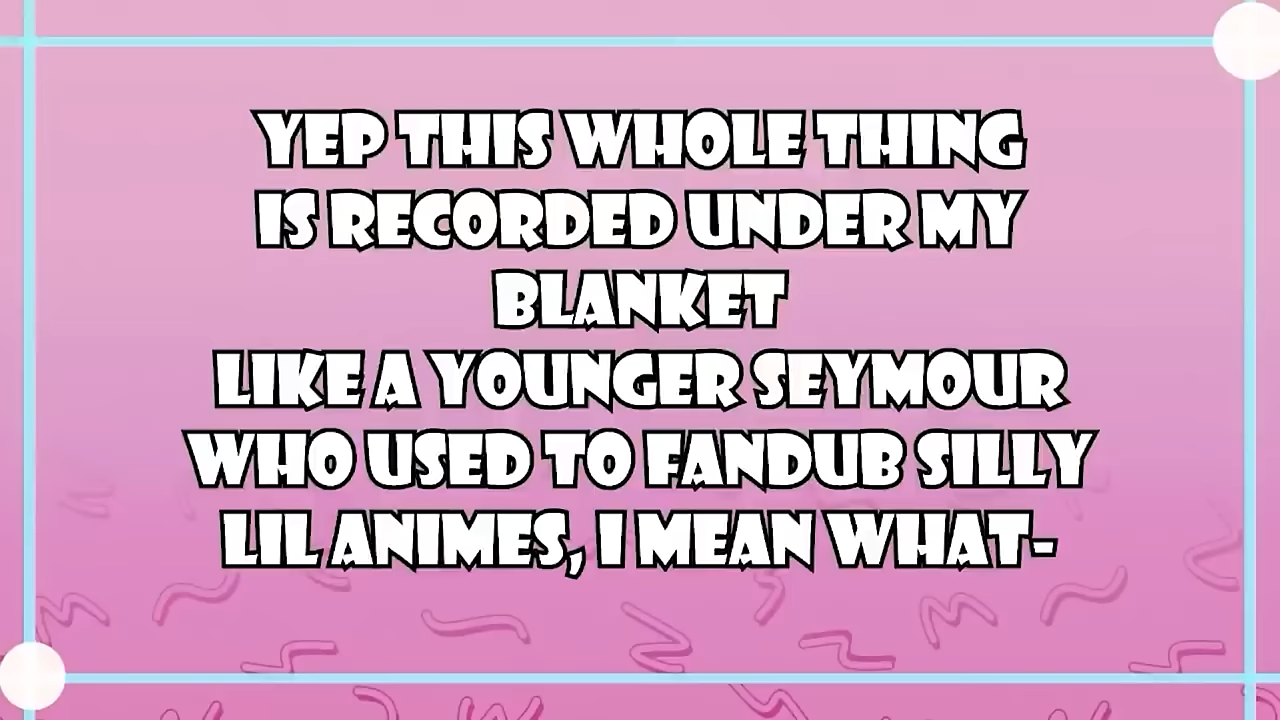 YEP THIS WHOLE THING
IS RECORDED UNDER MY
BLANKET
LIKE A YOUNGER SEYMOUR
WHO USED TO FANDUB SILLY
LIL ANIMES, I MEAN WHAT-